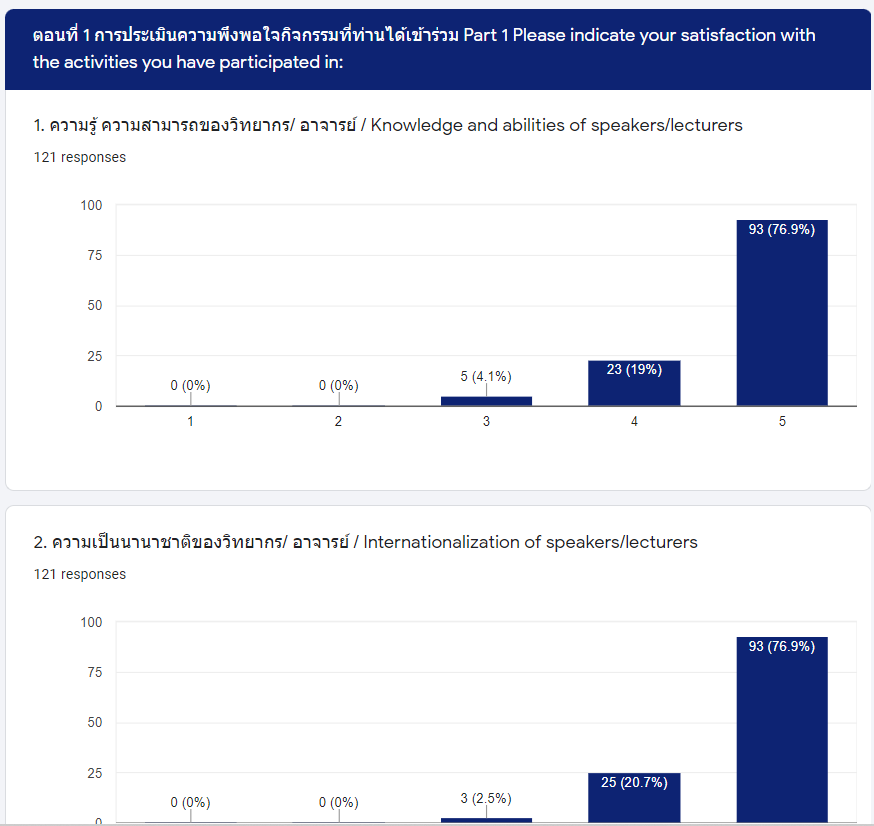 ตอนที่ 1 การประเมินความพึงพอใจกิจกรรมที่ท่านได้เข้าร่วม Part 1 Please indicate your satisfaction with
the activities you have participated in:
1. ความรู้ ความสามารถของวิทยากร/ อาจารย์ / Knowledge and abilities of speakers/lecturers
121 responses
100
75
50
25
0
0 (0%)
0 (0%)
5 (4.1%)
23 (19%)
93 (76.9%)
1 2 3 4 5
2. ความเป็นนานาชาติของวิทยากร/ อาจารย์ / Internationalization of speakers/lecturers
121 responses
100
75
50
25
0
0 (0%)
0 (0%)
3 (2.5%)
25 (20.7%)
93 (76.9%)